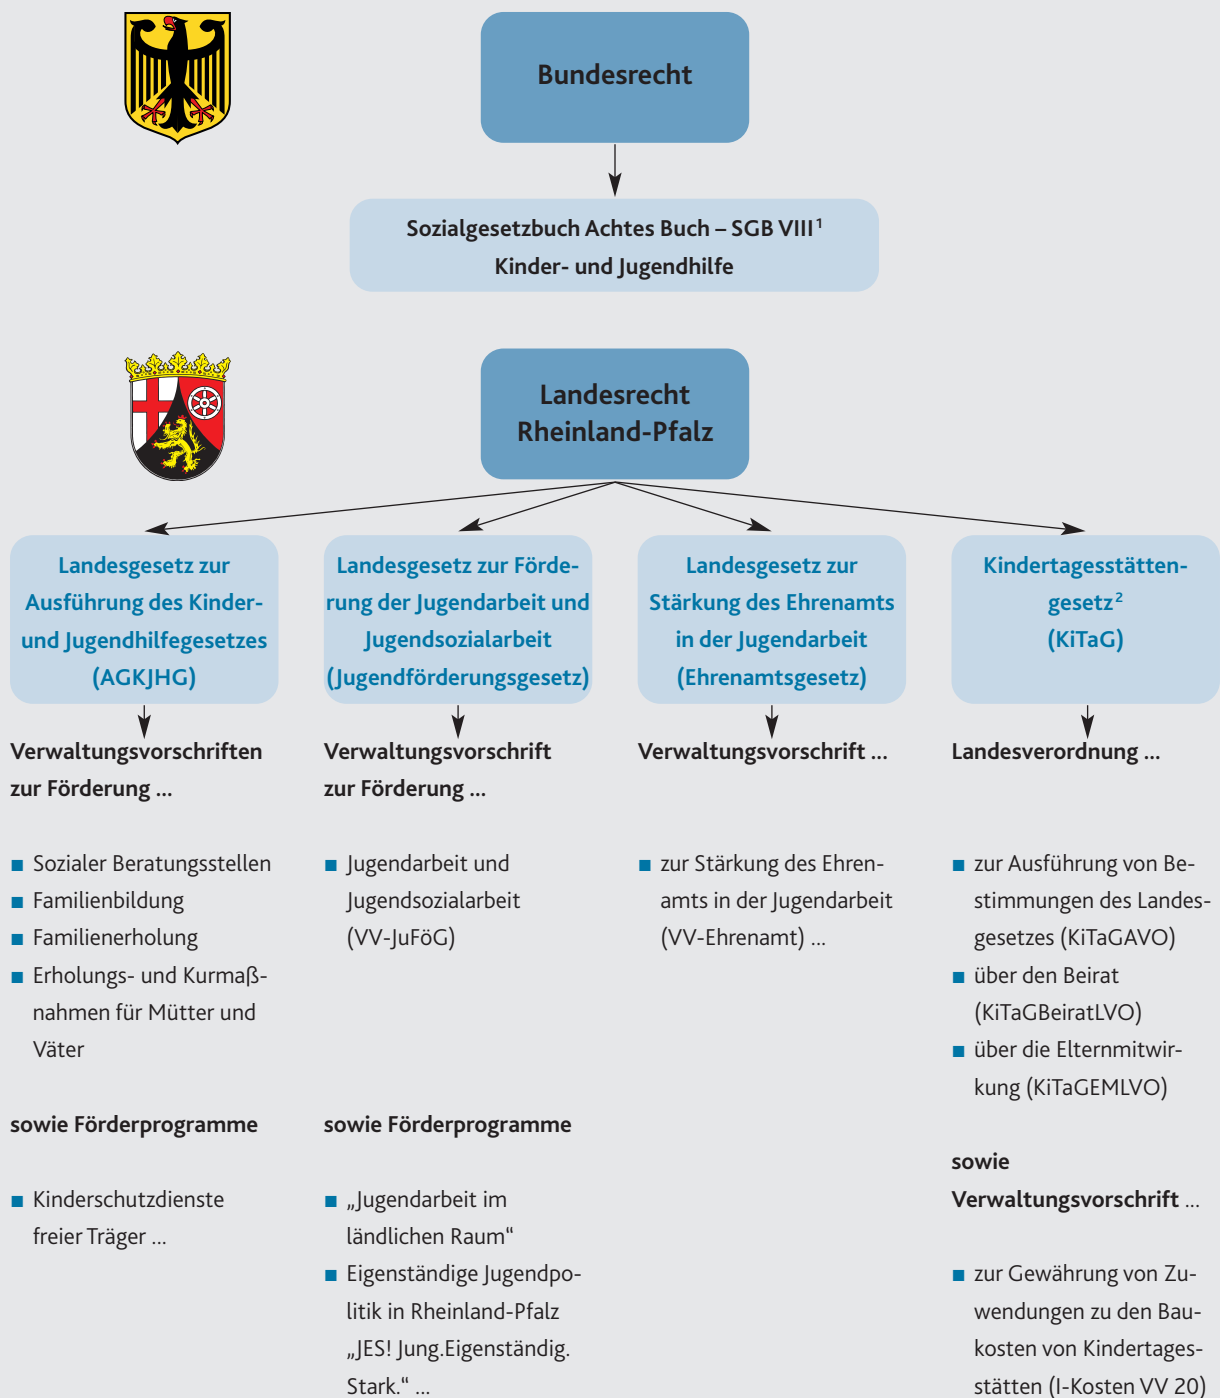 Bundesrecht
Sozialgesetzbuch Achtes Buch – SGB VIII¹
Kinder- und Jugendhilfe
Landesrecht
Rheinland-Pfalz
Landesgesetz zur
Ausführung des Kinder-
und Jugendhilfegesetzes
(AGKJHG)
Verwaltungsvorschriften
zur Förderung ...
■ Sozialer Beratungsstellen
■ Familienbildung
■ Familienerholung
■ Erholungs- und Kurmaß-
nahmen für Mütter und
Väter
sowie Förderprogramme
■ Kinderschutzdienste
freier Träger ...
Landesgesetz zur Förde-
rung der Jugendarbeit und
Jugendsozialarbeit
(Jugendförderungsgesetz)
Verwaltungsvorschrift
zur Förderung ...
■ Jugendarbeit und
Jugendsozialarbeit
(VV-JuFöG)
sowie Förderprogramme
■ „Jugendarbeit im
ländlichen Raum“
■ Eigenständige Jugendpo-
litik in Rheinland-Pfalz
„JES! Jung.Eigenständig.
Stark.“ ...
Landesgesetz zur
Stärkung des Ehrenamts
in der Jugendarbeit
(Ehrenamtsgesetz)
Verwaltungsvorschrift ...
■ zur Stärkung des Ehren-
amts in der Jugendarbeit
(VV-Ehrenamt) ...
Kindertagesstätten-
gesetz²
(KiTaG)
Landesverordnung ...
■ zur Ausführung von Be-
stimmungen des Landes-
gesetzes (KiTaGAVO)
■ über den Beirat
(KiTaGBeiratLVO)
■ über die Elternmitwir-
kung (KiTaGEMLVO)
sowie
Verwaltungsvorschrift ...
■ zur Gewährung von Zu-
wendungen zu den Bau-
kosten von Kindertages-
stätten (I-Kosten VV 20)